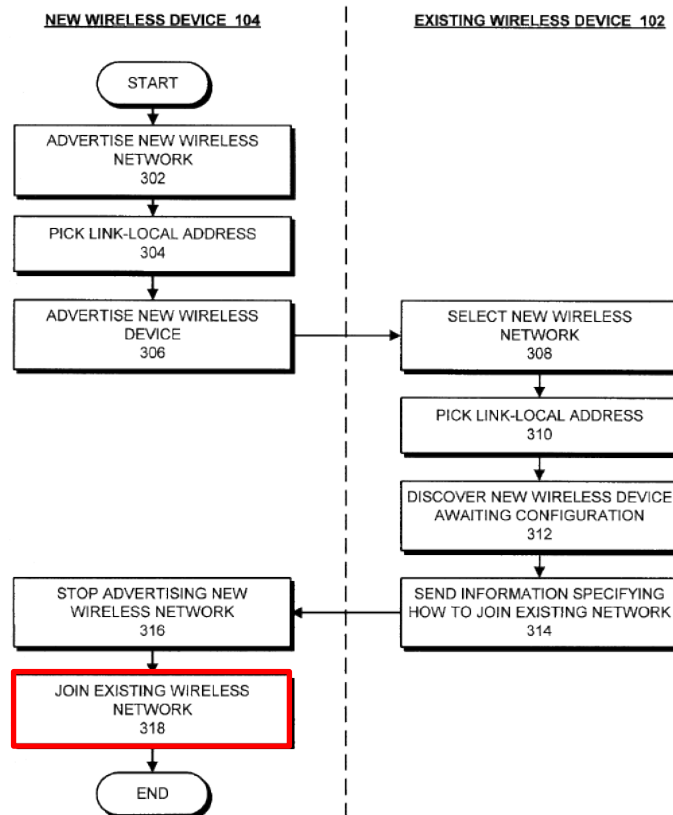 NEW WIRELESS DEVICE 104
EXISTING WIRELESS DEVICE 102
START
ADVERTISE NEW WIRELESS
NETWORK
302
PICK LINK-LOCAL ADDRESS
304
ADVERTISE NEW WIRELESS
DEVICE
306
SELECT NEW WIRELESS
NETWORK
308
PICK LINK-LOCAL ADDRESS
310
DISCOVER NEW WIRELESS DEVICE
AWAITING CONFIGURATION
312
SEND INFORMATION SPECIFYING
HOW TO JOIN EXISTING NETWORK
314
STOP ADVERTISING NEW
WIRELESS NETWORK
316
JOIN EXISTING WIRELESS
NETWORK
318
END